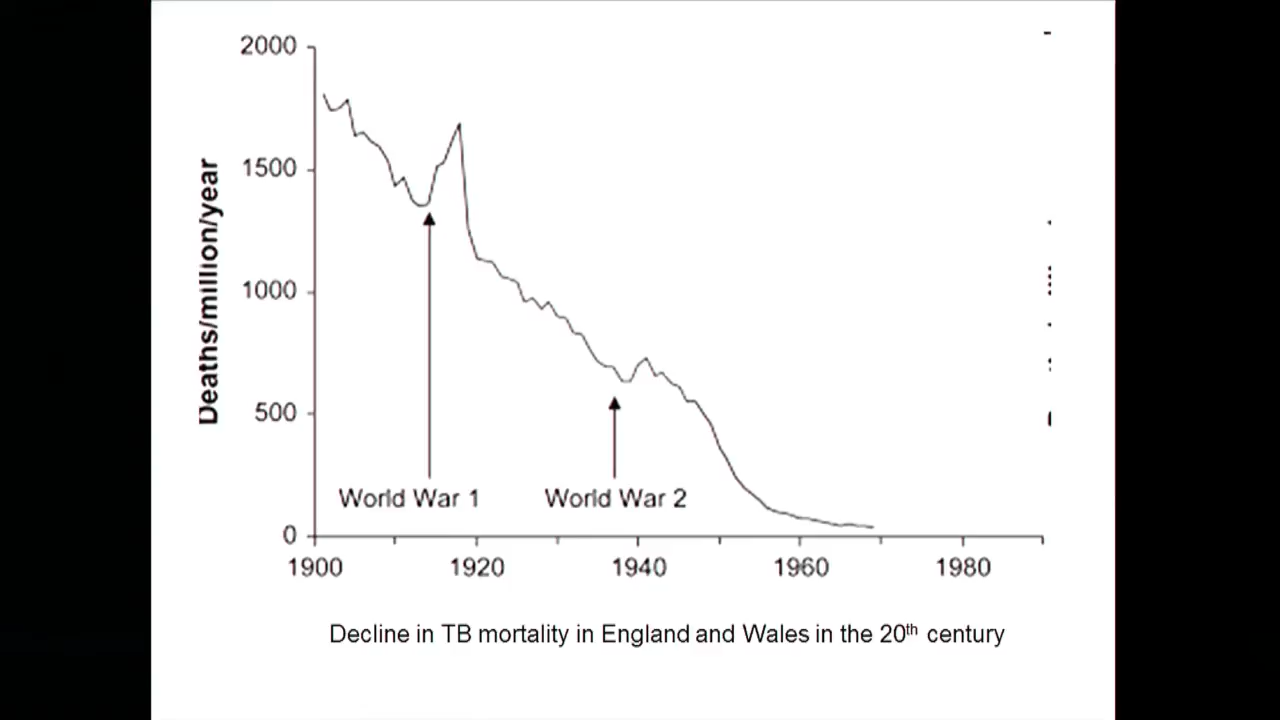 2000
1500
1000
500
0
Deaths/million/year
World War 1
World War 2
1900 1920 1940 1960 1980
Decline in TB mortality in England and Wales in the 20th century